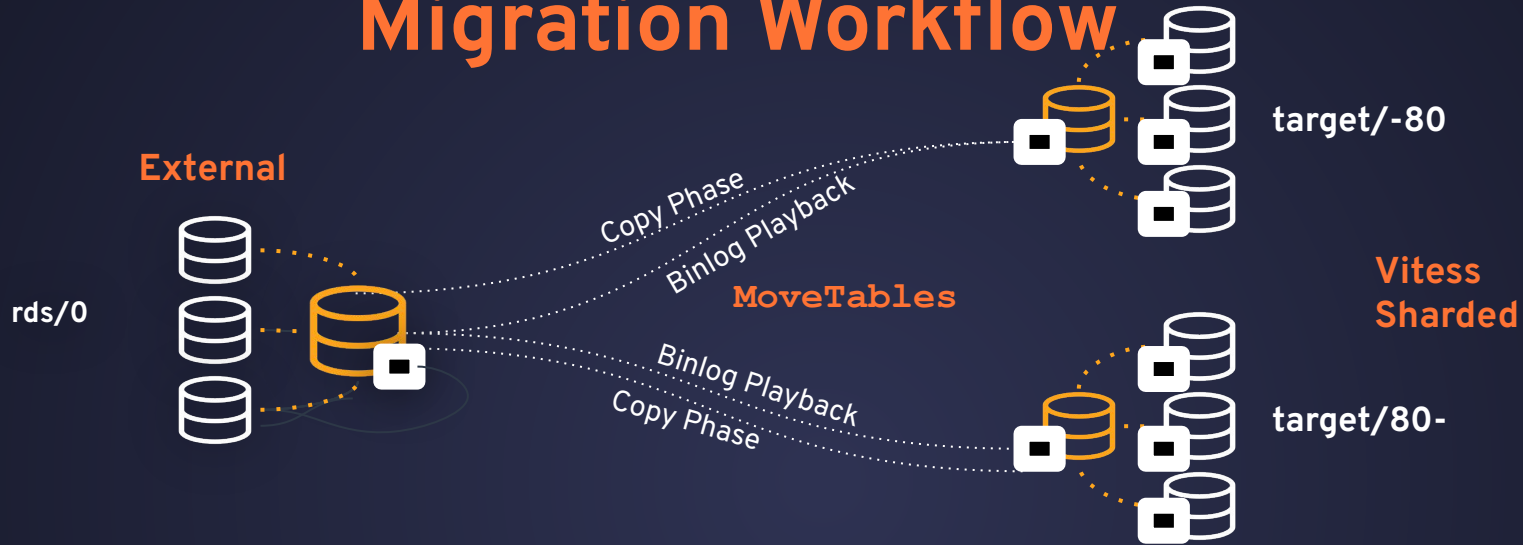 Migration Workflow
target/-80
External
Copy Phase
Binlog Playback
MoveTables
Vitess
Sharded
rds/0
Binlog Playback
Copy Phase
target/80-